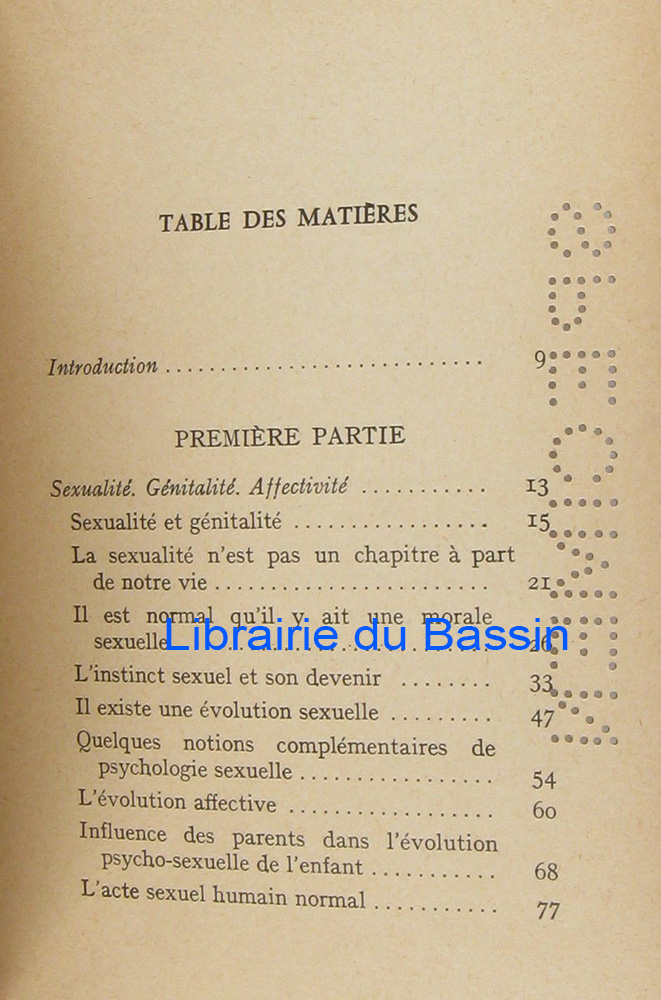 TABLE DES MATIÈRES
Introduction ............................ 9
PREMIÈRE PARTIE
Sexualité. Génitalité. Affectivité ........... 13
Sexualité et génitalité ................. 15
La sexualité n'est pas un chapitre à part
de notre vie ........................ 21
Il est normal qu'il y ait une morale
sexuelle ............................ 26
Librairie du Bassin
L'instinct sexuel et son devenir ........ 33
Il existe une évolution sexuelle ......... 47
Quelques notions complémentaires de
psychologie sexuelle ................. 54
L'évolution affective .................. 60
Influence des parents dans l'évolution
psycho-sexuelle de l'enfant ........... 68
L'acte sexuel humain normal ........... 77